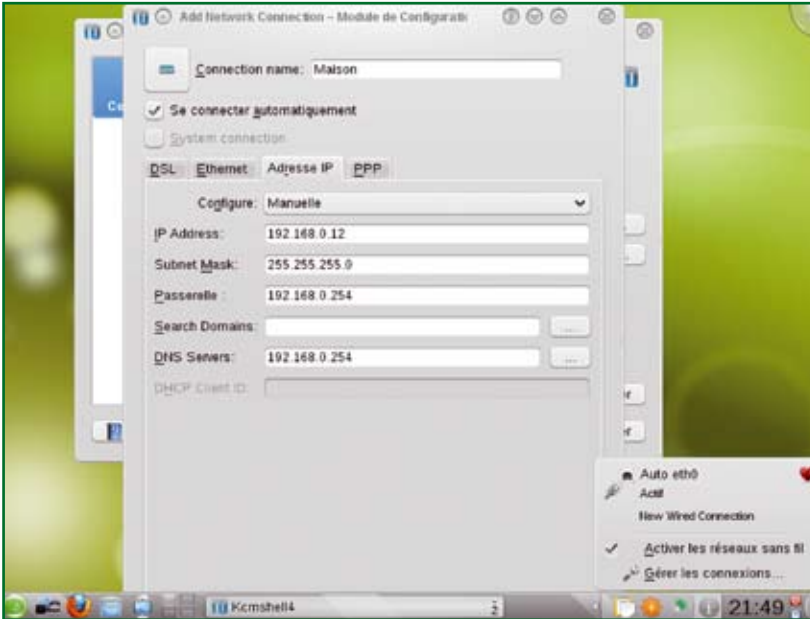 Add Network Connection – Module de Configuratio
Connection name: Maison
Se connecter automatiquement
System connection
DSL Ethernet Adresse IP PPP
Configure: Manuelle
IP Address: 192.168.0.12
Subnet Mask: 255.255.255.0
Passerelle : 192.168.0.254
Search Domains: ...
DNS Servers: 192.168.0.254 ...
DHCP Client ID:
Auto eth0
Actif
New Wired Connection
Activer les réseaux sans fil
Gérer les connexions...
Kcmshell4 2
21:49